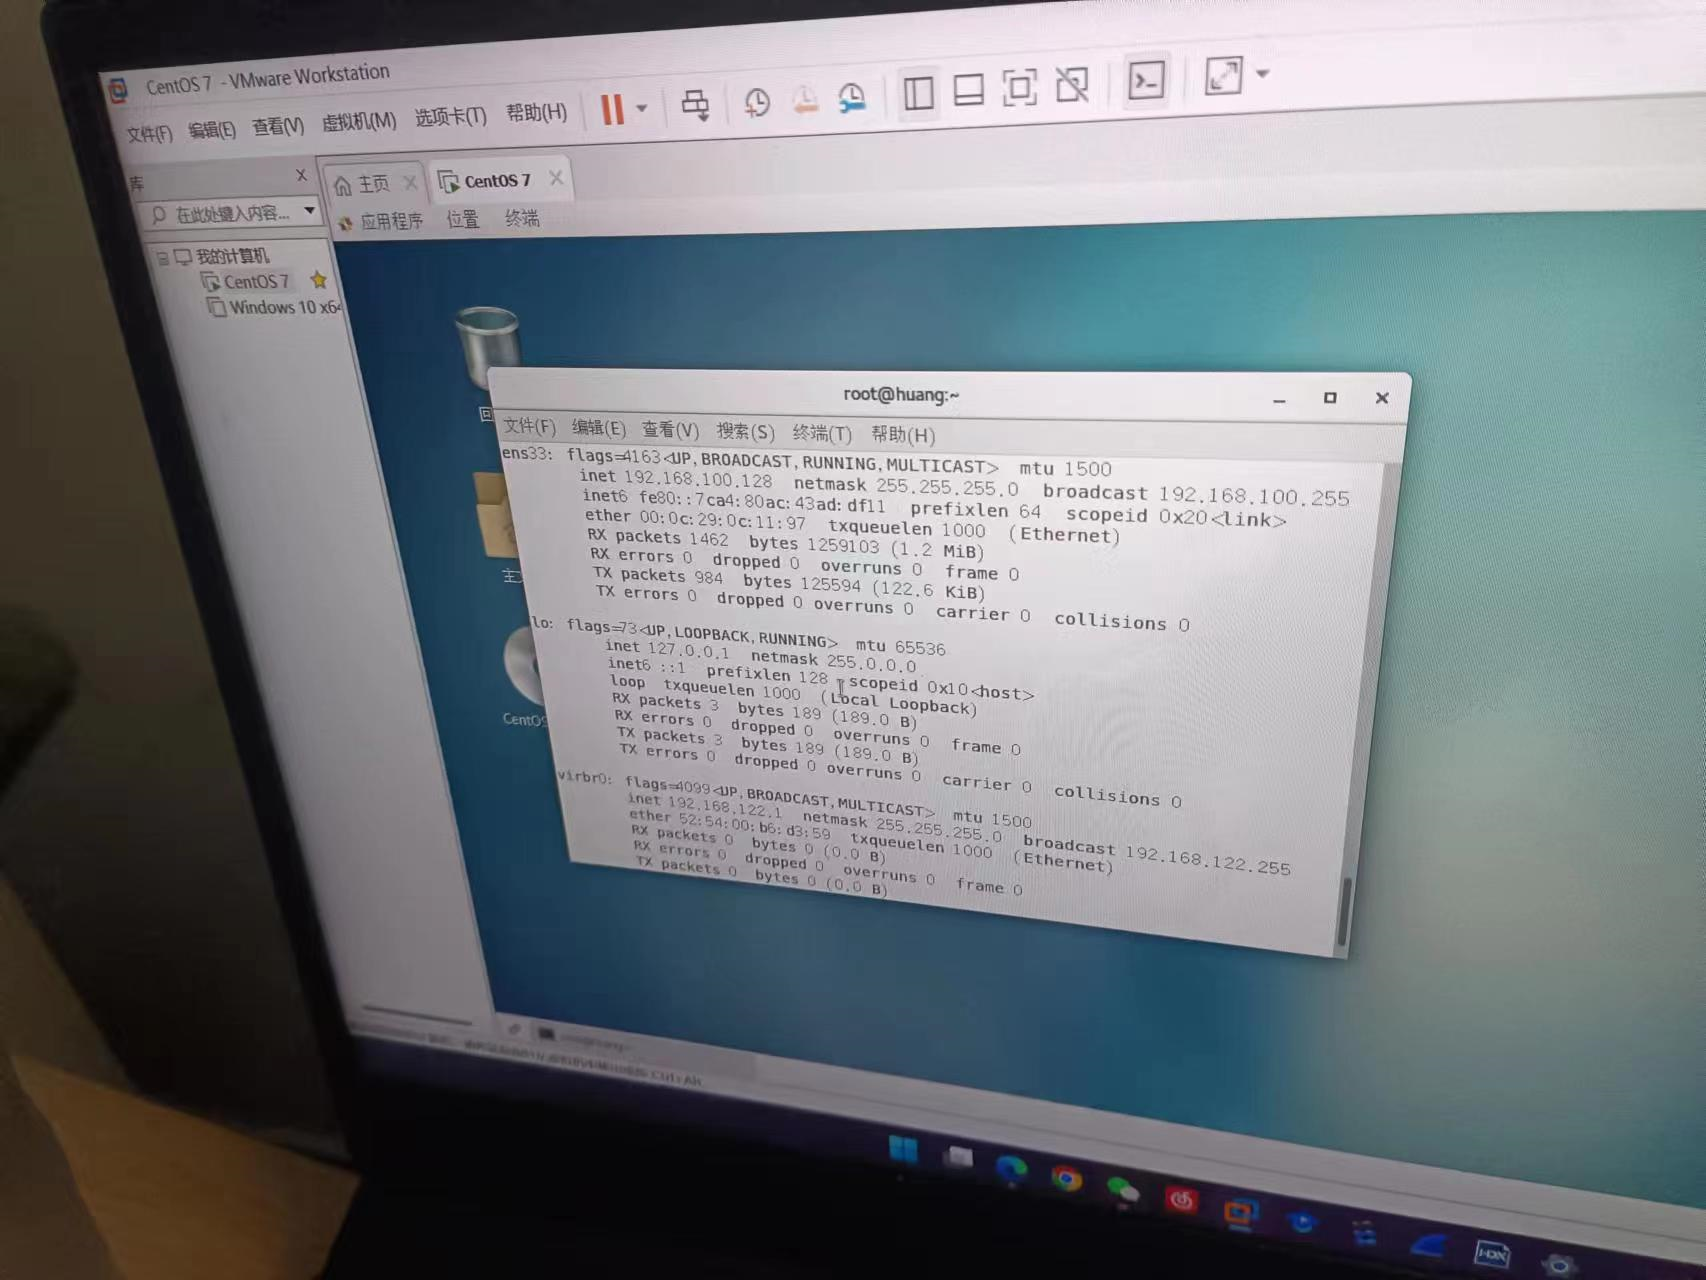 CentOS 7 - VMware Workstation
文件(F) 编辑(E) 查看(V) 虚拟机(M) 选项卡(T) 帮助(H)
库
主页
CentOS 7
在此处键入内容...
应用程序 位置 终端
我的计算机
CentOS 7
Windows 10 x64
root@huang:~
文件(F) 编辑(E) 查看(V) 搜索(S) 终端(T) 帮助(H)
ens33: flags=4163<UP,BROADCAST,RUNNING,MULTICAST> mtu 1500
inet 192.168.100.128 netmask 255.255.255.0 broadcast 192.168.100.255
inet6 fe80::7ca4:80ac:43ad:df11 prefixlen 64 scopeid 0x20<link>
ether 00:0c:29:0c:11:97 txqueuelen 1000 (Ethernet)
RX packets 1462 bytes 1259103 (1.2 MiB)
RX errors 0 dropped 0 overruns 0 frame 0
TX packets 984 bytes 125594 (122.6 KiB)
TX errors 0 dropped 0 overruns 0 carrier 0 collisions 0
lo: flags=73<UP,LOOPBACK,RUNNING> mtu 65536
inet 127.0.0.1 netmask 255.0.0.0
inet6 ::1 prefixlen 128 scopeid 0x10<host>
loop txqueuelen 1000 (Local Loopback)
RX packets 3 bytes 189 (189.0 B)
RX errors 0 dropped 0 overruns 0 frame 0
TX packets 3 bytes 189 (189.0 B)
TX errors 0 dropped 0 overruns 0 carrier 0 collisions 0
virbr0: flags=4099<UP,BROADCAST,MULTICAST> mtu 1500
inet 192.168.122.1 netmask 255.255.255.0 broadcast 192.168.122.255
ether 52:54:00:b6:d3:59 txqueuelen 1000 (Ethernet)
RX packets 0 bytes 0 (0.0 B)
RX errors 0 dropped 0 overruns 0 frame 0
TX packets 0 bytes 0 (0.0 B)
回
主
CentOS